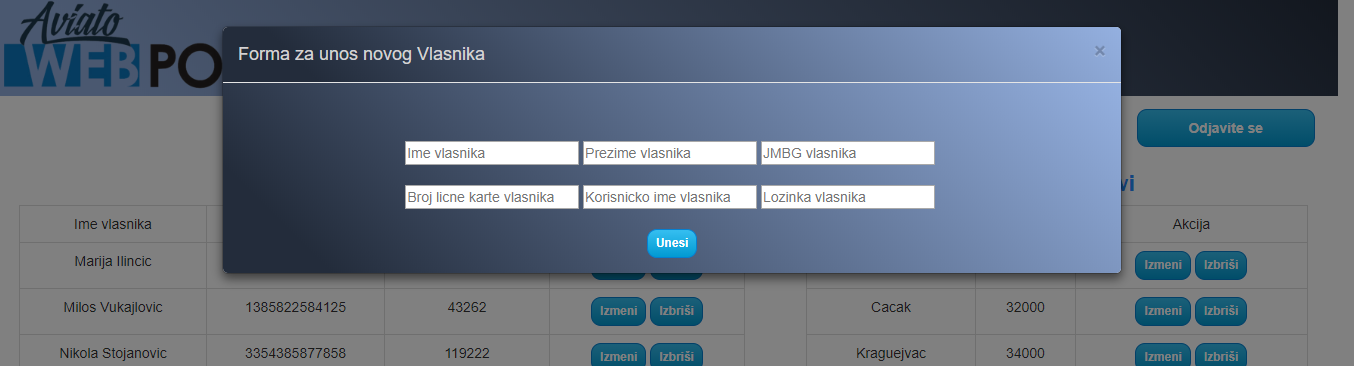 Aviato
WEB PO
Forma za unos novog Vlasnika ×
Odjavite se
Ime vlasnika Prezime vlasnika JMBG vlasnika
Broj licne karte vlasnika Korisnicko ime vlasnika Lozinka vlasnika
Unesi
vi
Ime vlasnika
Marija Ilincic
Milos Vukajlovic 1385822584125 43262 Izmeni Izbriši
Nikola Stojanovic 3354385877858 119222 Izmeni Izbriši
Akcija
Izmeni Izbriši
Cacak 32000 Izmeni Izbriši
Kraguejvac 34000 Izmeni Izbriši